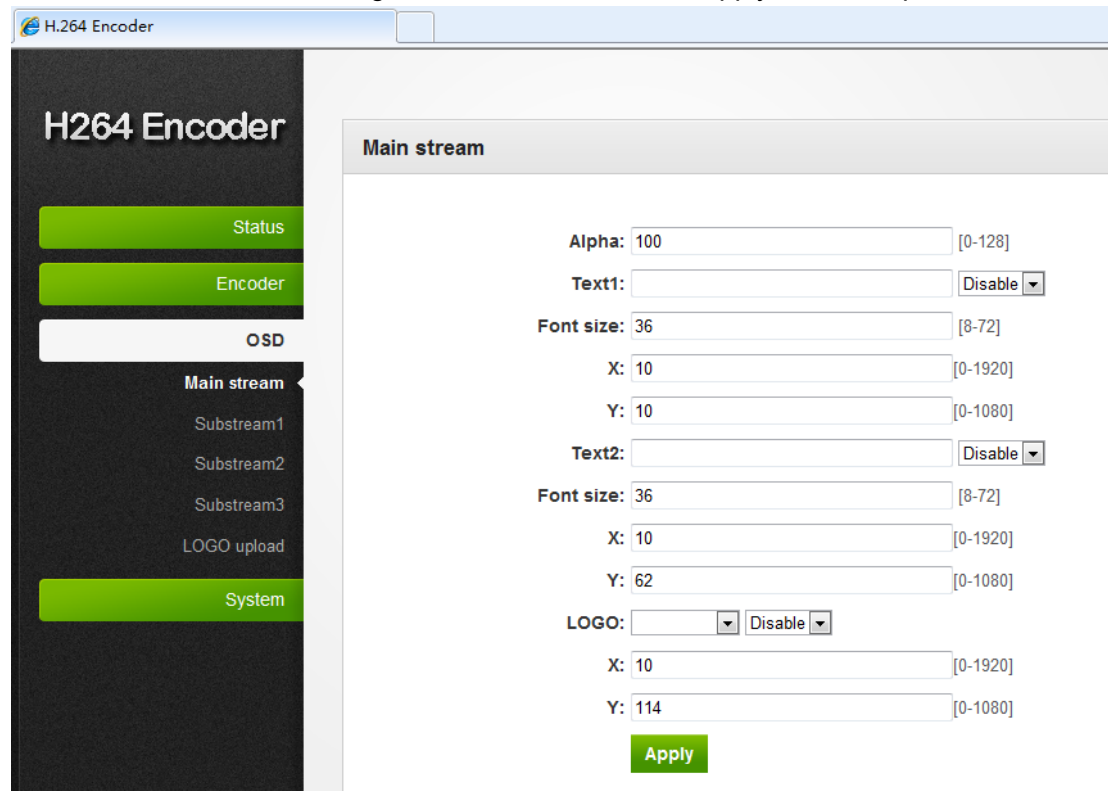 H.264 Encoder
H264 Encoder
Status
Encoder
OSD
Main stream
Substream1
Substream2
Substream3
LOGO upload
System
Main stream
Alpha: 100 [0-128]
Text1: Disable
Font size: 36 [8-72]
X: 10 [0-1920]
Y: 10 [0-1080]
Text2: Disable
Font size: 36 [8-72]
X: 10 [0-1920]
Y: 62 [0-1080]
LOGO: Disable
X: 10 [0-1920]
Y: 114 [0-1080]
Apply